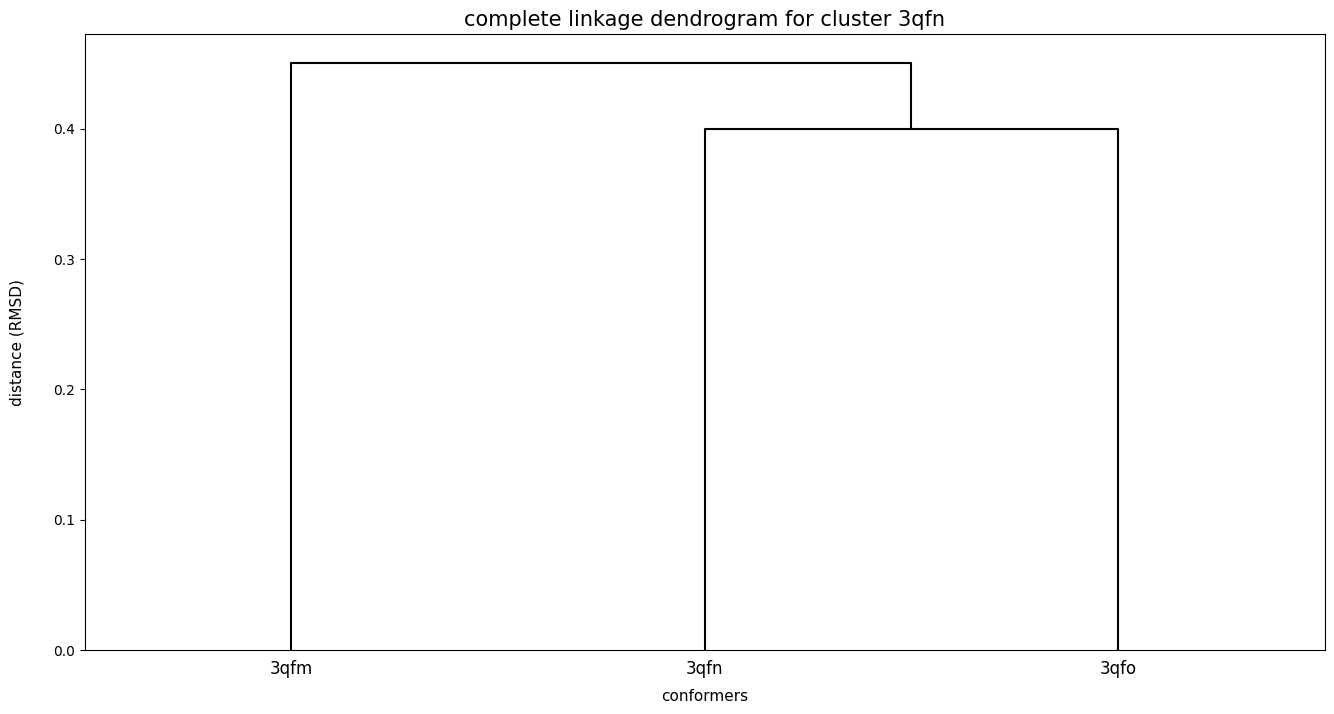 complete linkage dendrogram for cluster 3qfn
distance (RMSD)
0.4
0.3
0.2
0.1
0.0
3qfm 3qfn 3qfo
conformers